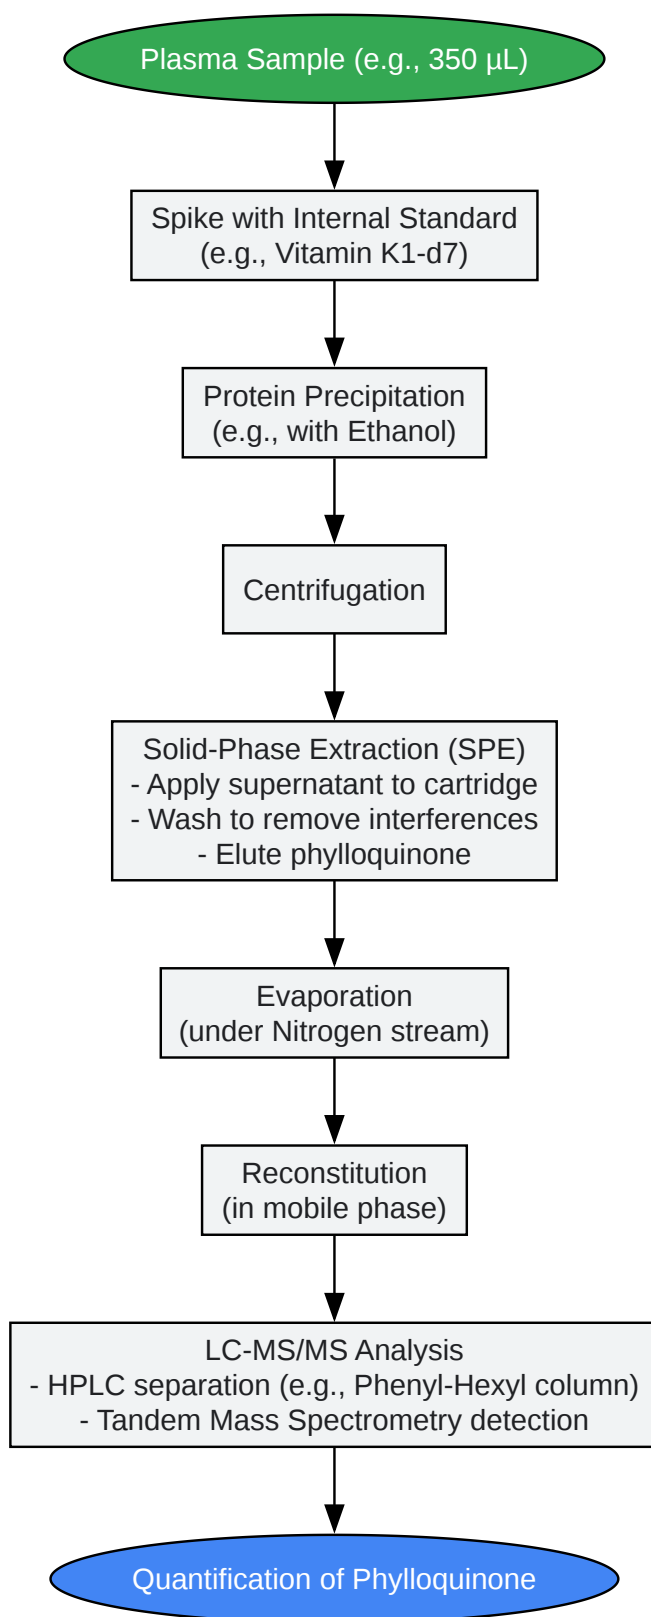 Plasma Sample (e.g., 350 µL)
Spike with Internal Standard
(e.g., Vitamin K1-d7)
Protein Precipitation
(e.g., with Ethanol)
Centrifugation
Solid-Phase Extraction (SPE)
- Apply supernatant to cartridge
- Wash to remove interferences
- Elute phylloquinone
Evaporation
(under Nitrogen stream)
Reconstitution
(in mobile phase)
LC-MS/MS Analysis
- HPLC separation (e.g., Phenyl-Hexyl column)
- Tandem Mass Spectrometry detection
Quantification of Phylloquinone